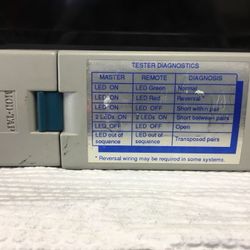 TESTER DIAGNOSTICS
MASTER REMOTE DIAGNOSIS
LED ON LED Green Normal
LED ON LED Red Reversal *
LED ON LED OFF Short within pair
2 LEDs ON 2 LEDs ON Short between pairs
LED OFF LED OFF Open
LED out of sequence LED out of sequence Transposed pairs
* Reversal wiring may be required in some systems.
MOD-TAP